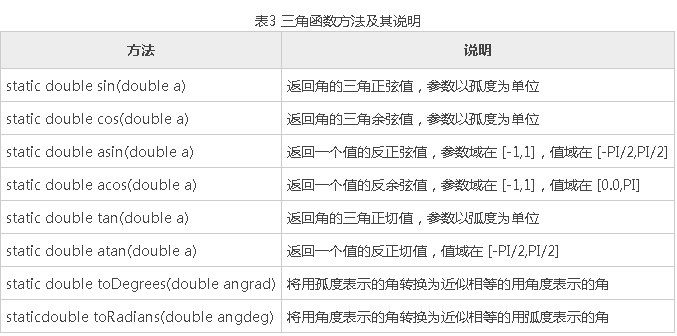 表3 三角函数方法及其说明
方法 说明
static double sin(double a) 返回角的三角正弦值，参数以孤度为单位
static double cos(double a) 返回角的三角余弦值，参数以孤度为单位
static double asin(double a) 返回一个值的反正弦值，参数域在 [-1,1]，值域在 [-PI/2,PI/2]
static double acos(double a) 返回一个值的反余弦值，参数域在 [-1,1]，值域在 [0.0,PI]
static double tan(double a) 返回角的三角正切值，参数以弧度为单位
static double atan(double a) 返回一个值的反正切值，值域在 [-PI/2,PI/2]
static double toDegrees(double angrad) 将用孤度表示的角转换为近似相等的用角度表示的角
staticdouble toRadians(double angdeg) 将用角度表示的角转换为近似相等的用弧度表示的角